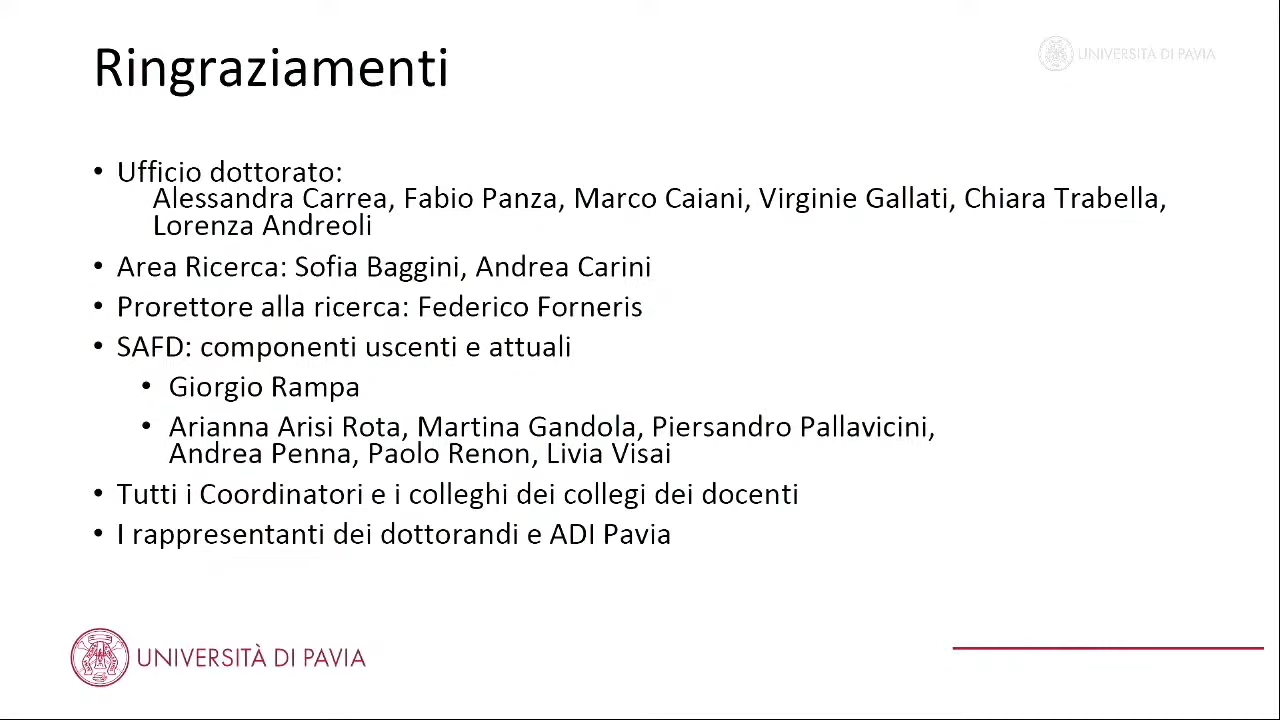 Ringraziamenti
UNIVERSITÀ DI PAVIA
• Ufficio dottorato:
Alessandra Carrea, Fabio Panza, Marco Caiani, Virginie Gallati, Chiara Trabella,
Lorenza Andreoli
• Area Ricerca: Sofia Baggini, Andrea Carini
• Prorettore alla ricerca: Federico Forneris
• SAFD: componenti uscenti e attuali
• Giorgio Rampa
• Arianna Arisi Rota, Martina Gandola, Piersandro Pallavicini,
Andrea Penna, Paolo Renon, Livia Visai
• Tutti i Coordinatori e i colleghi dei collegi dei docenti
• I rappresentanti dei dottorandi e ADI Pavia
UNIVERSITÀ DI PAVIA